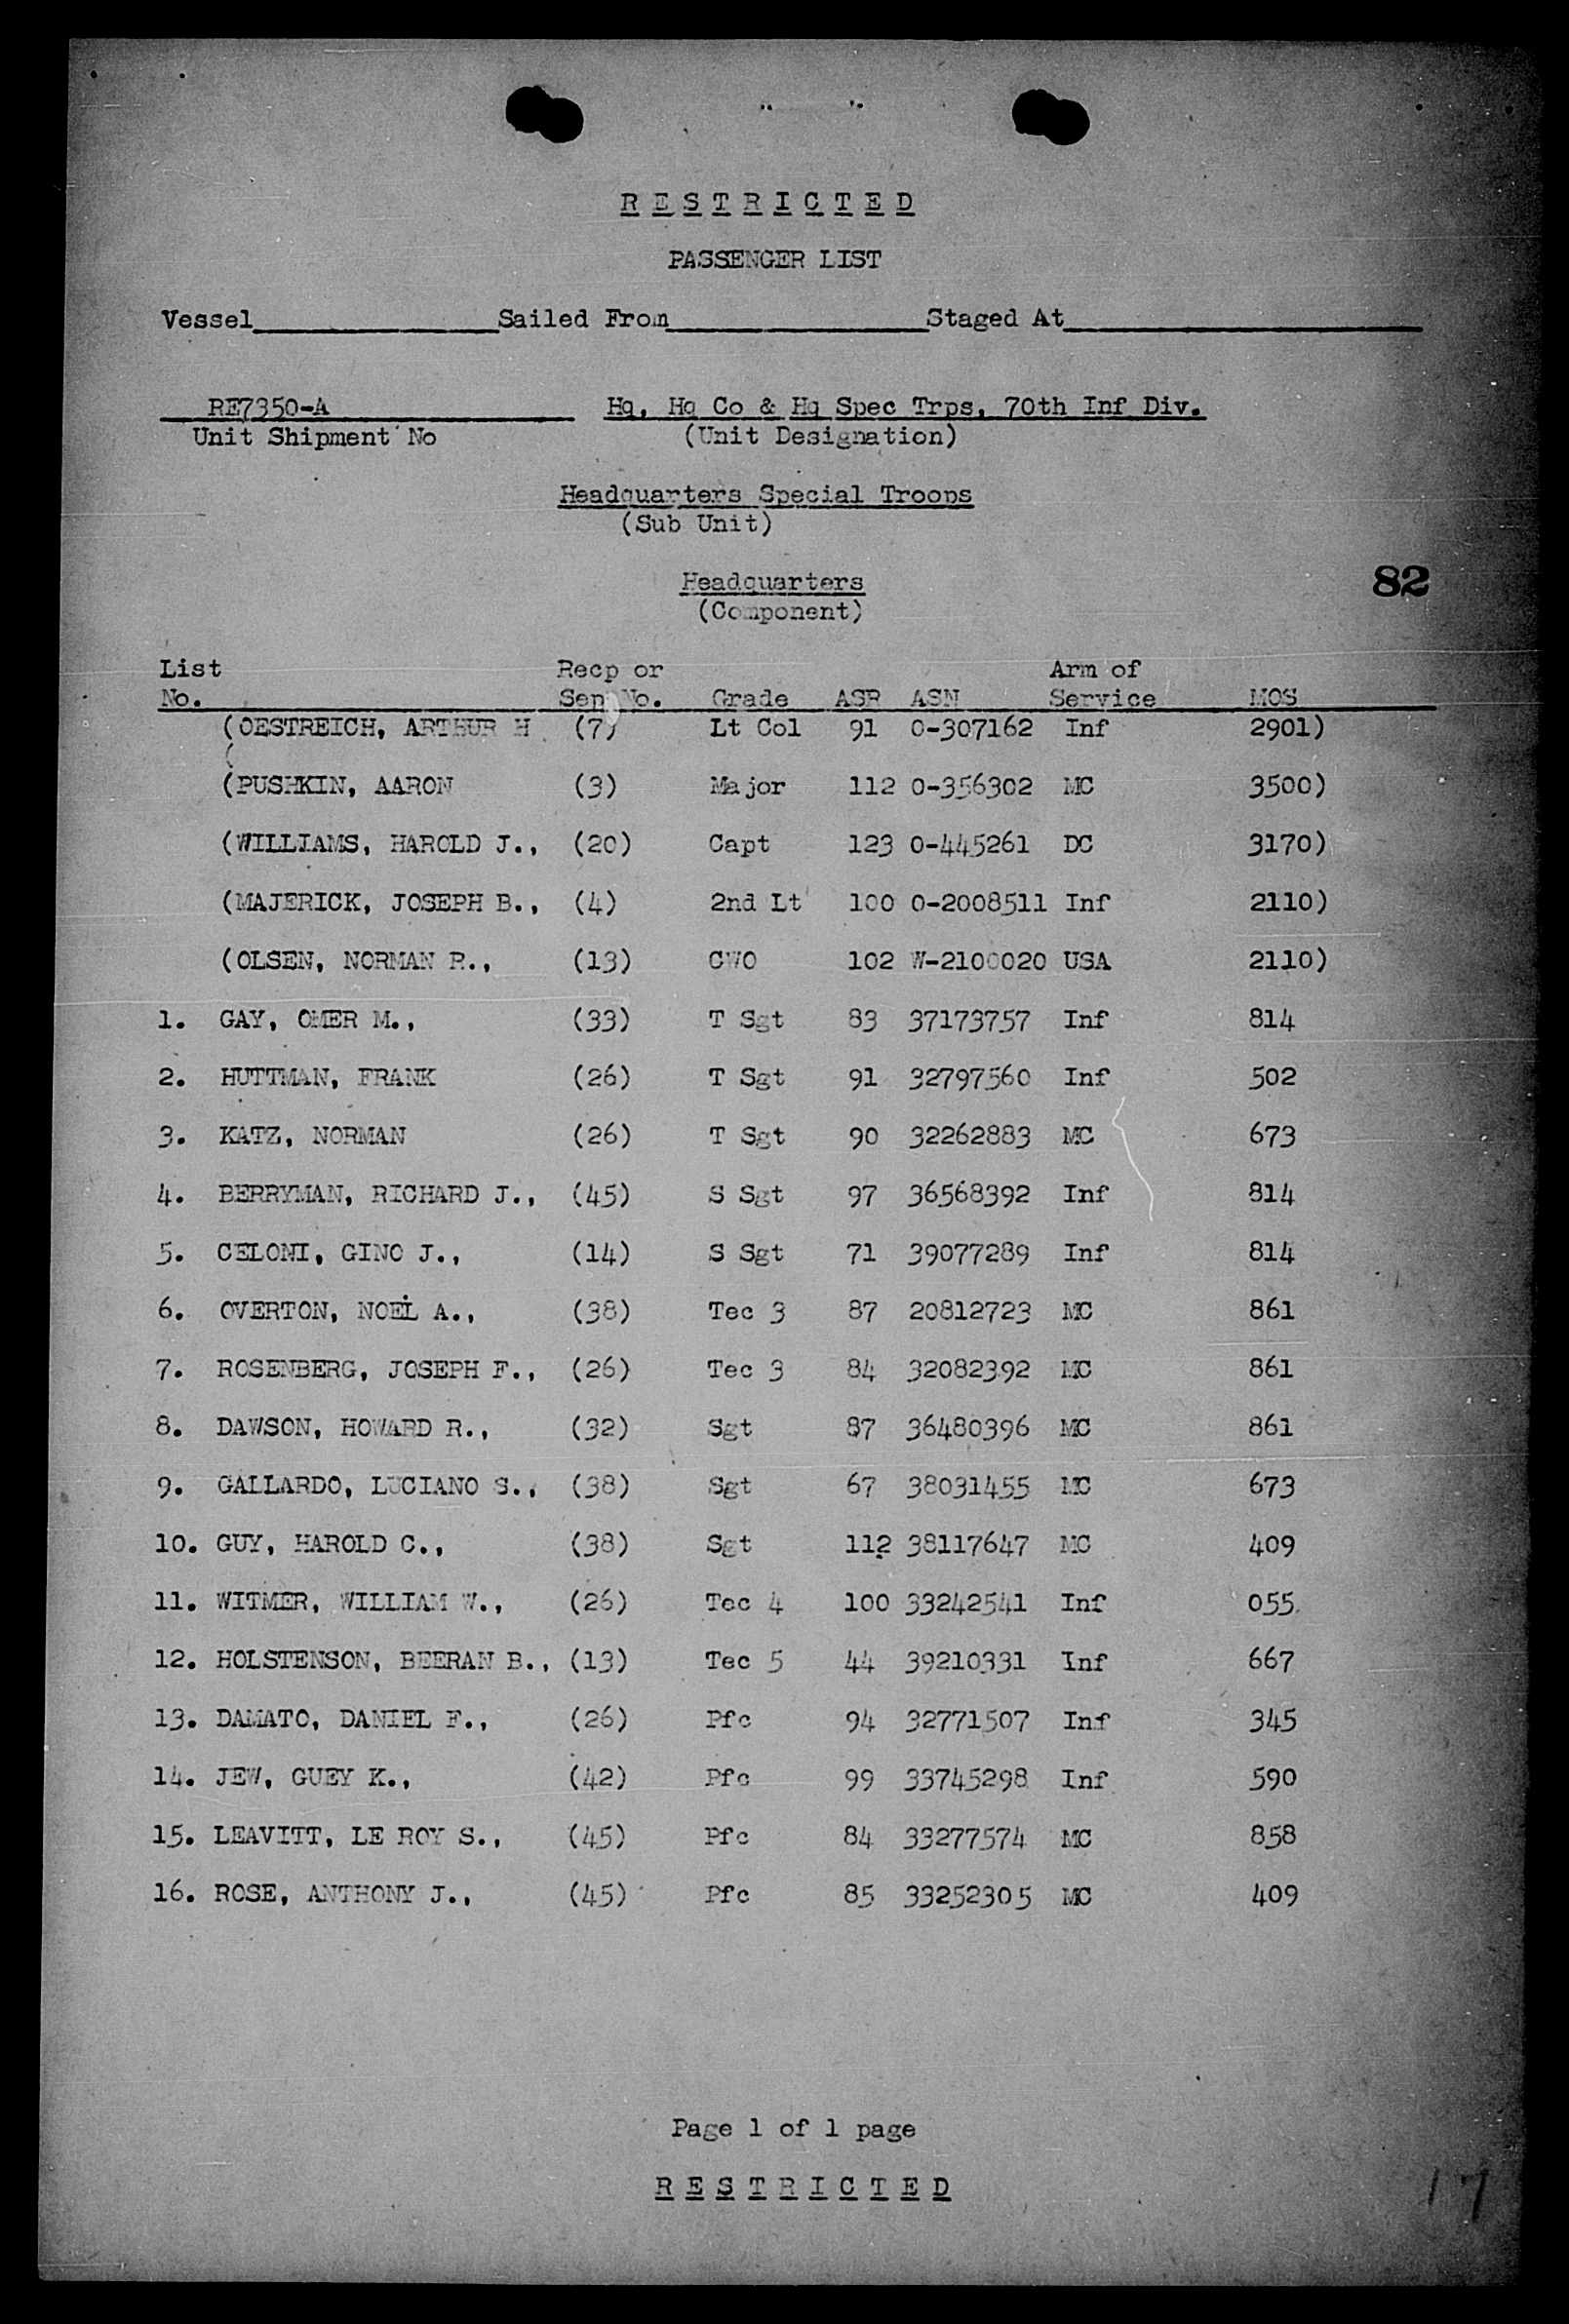 R E S T R I C T E D
PASSENGER LIST
Vessel Sailed From Staged At
RE7350-A Hq, Hq Co & Hq Spec Trps, 70th Inf Div.
Unit Shipment No (Unit Designation)
Headquarters Special Troops
(Sub Unit)
Headquarters 82
(Component)
List Recp or Arm of
No. Sep No. Grade ASR ASN Service MOS
(OESTREICH, ARTHUR H (7) Lt Col 91 O-307162 Inf 2901)
(
(PUSHKIN, AARON (3) Major 112 O-356302 MC 3500)
(WILLIAMS, HAROLD J., (20) Capt 123 O-445261 DC 3170)
(MAJERICK, JOSEPH B., (4) 2nd Lt 100 O-2008511 Inf 2110)
(OLSEN, NORMAN R., (13) CWO 102 W-2100020 USA 2110)
1. GAY, OMER M., (33) T Sgt 83 37173757 Inf 814
2. HUTTMAN, FRANK (26) T Sgt 91 32797560 Inf 502
3. KATZ, NORMAN (26) T Sgt 90 32262883 MC 673
4. BERRYMAN, RICHARD J., (45) S Sgt 97 36568392 Inf 814
5. CELONI, GINO J., (14) S Sgt 71 39077289 Inf 814
6. OVERTON, NOEL A., (38) Tec 3 87 20812723 MC 861
7. ROSENBERG, JOSEPH F., (26) Tec 3 84 32082392 MC 861
8. DAWSON, HOWARD R., (32) Sgt 87 36480396 MC 861
9. GALLARDO, LUCIANO S., (38) Sgt 67 38031455 MC 673
10. GUY, HAROLD C., (38) Sgt 112 38117647 MC 409
11. WITMER, WILLIAM W., (26) Tec 4 100 33242541 Inf 055
12. HOLSTENSON, BEERAN B., (13) Tec 5 44 39210331 Inf 667
13. DAMATO, DANIEL F., (26) Pfc 94 32771507 Inf 345
14. JEW, GUEY K., (42) Pfc 99 33745298 Inf 590
15. LEAVITT, LE ROY S., (45) Pfc 84 33277574 MC 858
16. ROSE, ANTHONY J., (45) Pfc 85 33252305 MC 409
Page 1 of 1 page
R E S T R I C T E D
17